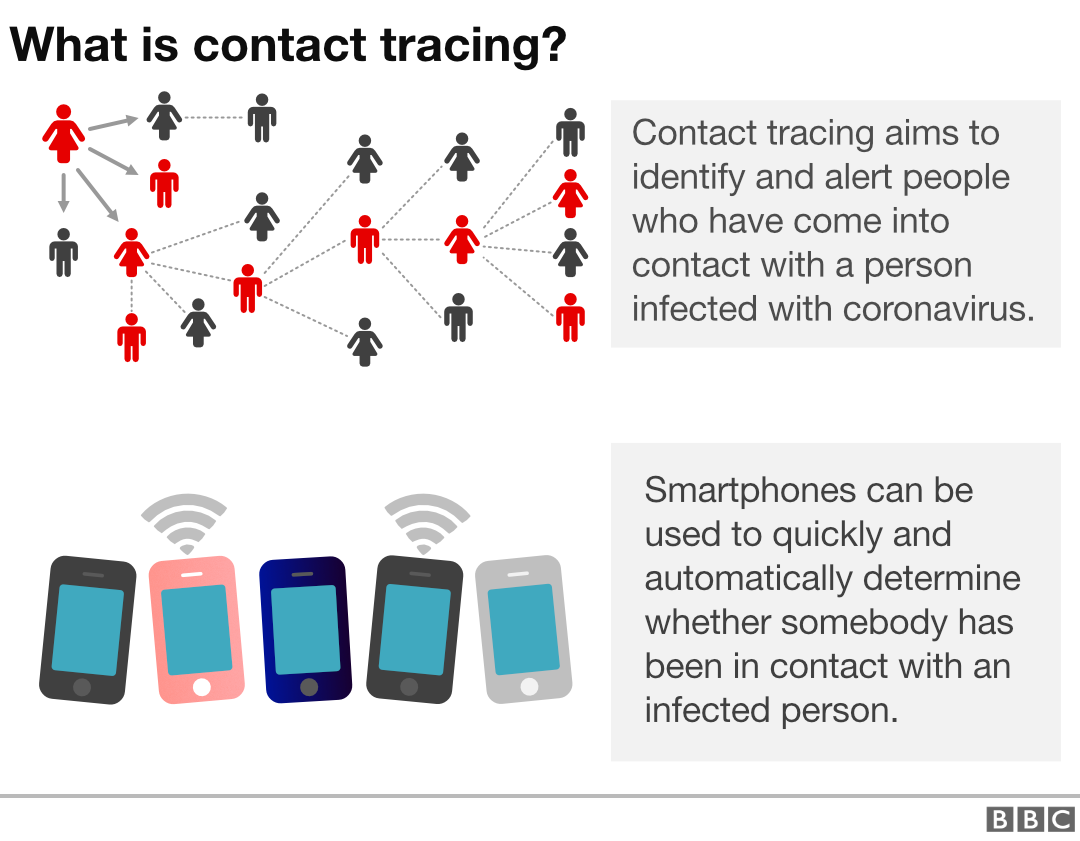 What is contact tracing?
Contact tracing aims to
identify and alert people
who have come into
contact with a person
infected with coronavirus.
Smartphones can be
used to quickly and
automatically determine
whether somebody has
been in contact with an
infected person.
BBC